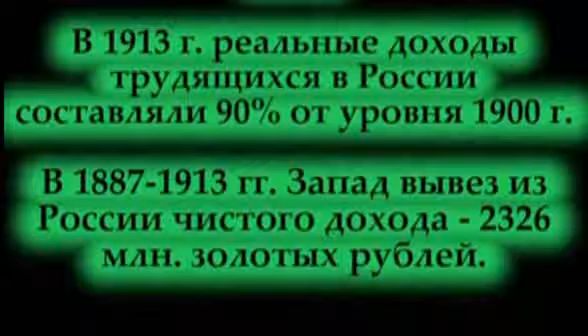 В 1913 г. реальные доходы
трудящихся в России
составляли 90% от уровня 1900 г.
В 1887-1913 гг. Запад вывез из
России чистого дохода - 2326
млн. золотых рублей.